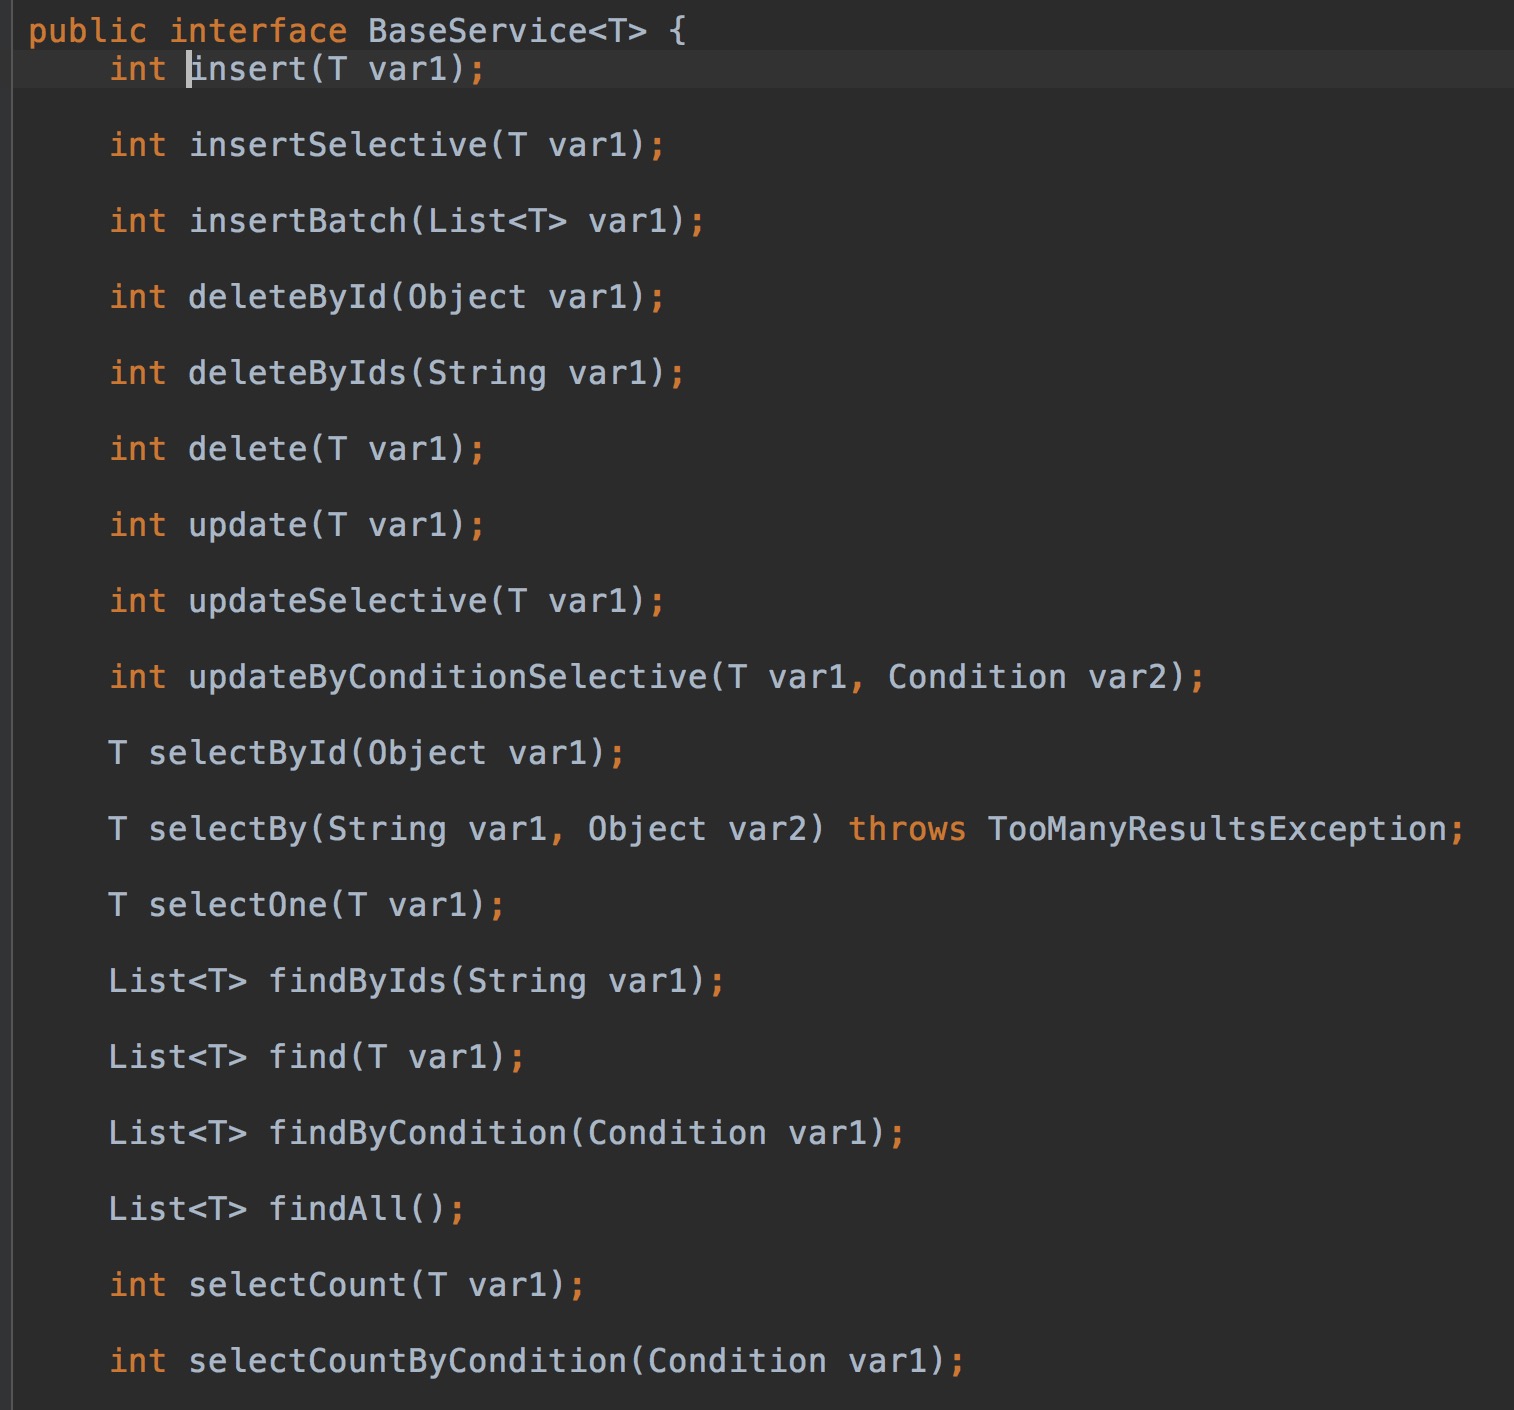 public interface BaseService<T> {
    int insert(T var1);
    int insertSelective(T var1);
    int insertBatch(List<T> var1);
    int deleteById(Object var1);
    int deleteByIds(String var1);
    int delete(T var1);
    int update(T var1);
    int updateSelective(T var1);
    int updateByConditionSelective(T var1, Condition var2);
    T selectById(Object var1);
    T selectBy(String var1, Object var2) throws TooManyResultsException;
    T selectOne(T var1);
    List<T> findByIds(String var1);
    List<T> find(T var1);
    List<T> findByCondition(Condition var1);
    List<T> findAll();
    int selectCount(T var1);
    int selectCountByCondition(Condition var1);